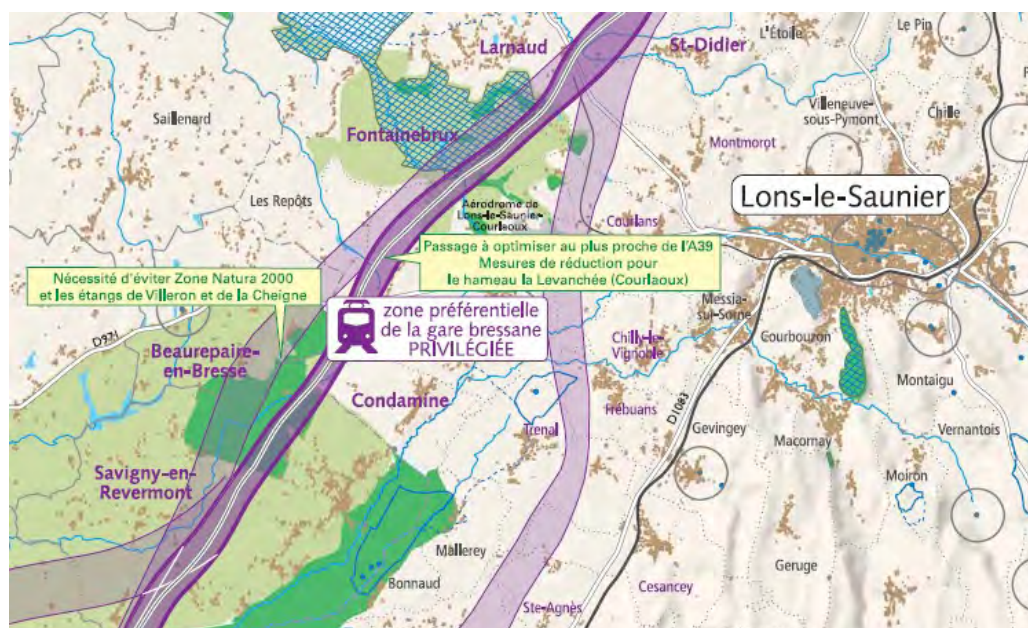 Larnaud
St-Didier
L'Étoile
Le Pin
Saillenard
Fontainebrux
Villeneuve-
sous-Pymont
Chille
Montmorot
Les Repôts
Aérodrome de
Lons-le-Saunier-
Courlaoux
Courlans
Lons-le-Saunier
Passage à optimiser au plus proche de l'A39
Mesures de réduction pour
le hameau la Levanchée (Courlaoux)
Nécessité d'éviter Zone Natura 2000
et les étangs de Villeron et de la Cheigne
zone préférentielle
de la gare bressane
PRIVILÉGIÉE
Messia-
sur-Sorne
Courbouzon
D971
Beaurepaire-
en-Bresse
Chilly-le-
Vignoble
Montaigu
Condamine
Frébuans
D1083
Trenal
Gevingey
Macornay
Vernantois
Savigny-en-
Revermont
Moiron
Mallerey
Bonnaud
Geruge
Cesancey
Ste-Agnès